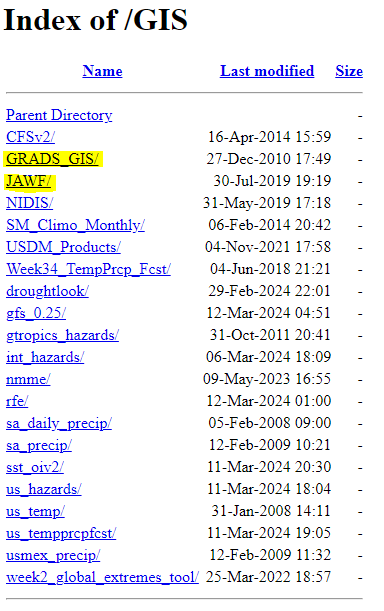 Index of /GIS
Name Last modified Size
Parent Directory -
CFSv2/ 16-Apr-2014 15:59 -
GRADS_GIS/ 27-Dec-2010 17:49 -
JAWF/ 30-Jul-2019 19:19 -
NIDIS/ 31-May-2019 17:18 -
SM_Climo_Monthly/ 06-Feb-2014 20:42 -
USDM_Products/ 04-Nov-2021 17:58 -
Week34_TempPrcp_Fcst/ 04-Jun-2018 21:21 -
droughtlook/ 29-Feb-2024 22:01 -
gfs_0.25/ 12-Mar-2024 04:51 -
gtropics_hazards/ 31-Oct-2011 20:41 -
int_hazards/ 06-Mar-2024 18:09 -
nmme/ 09-May-2023 16:55 -
rfe/ 12-Mar-2024 01:00 -
sa_daily_precip/ 05-Feb-2008 09:00 -
sa_precip/ 12-Feb-2009 10:21 -
sst_oiv2/ 11-Mar-2024 20:30 -
us_hazards/ 11-Mar-2024 18:04 -
us_temp/ 31-Jan-2008 14:11 -
us_tempprcpfcst/ 11-Mar-2024 19:05 -
usmex_precip/ 12-Feb-2009 11:32 -
week2_global_extremes_tool/ 25-Mar-2022 18:57 -